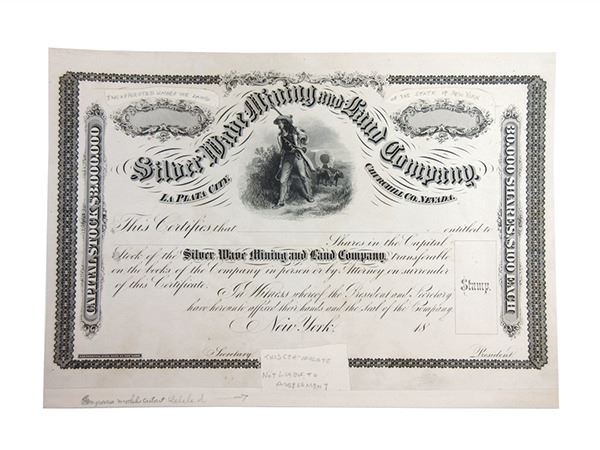 INCORPORATED UNDER THE LAWS
OF THE STATE OF NEW YORK
Silver Wave Mining and Land Company.
LA PLATA CITY.
CHURCHILL CO. NEVADA.
CAPITAL STOCK $3,000,000
30,000 SHARES, $100 EACH
This Certifies that entitled to
Shares in the Capital
Stock of the Silver Wave Mining and Land Company, transferable
on the books of the Company in person or by Attorney on surrender
of this Certificate.
Stamp.
In Witness whereof the President and Secretary
have hereunto affixed their hands and the Seal of the Company
New York. 18
Secretary
President
THIS CERTIFICATE
NOT LIABLE TO
ASSESSMENT
model